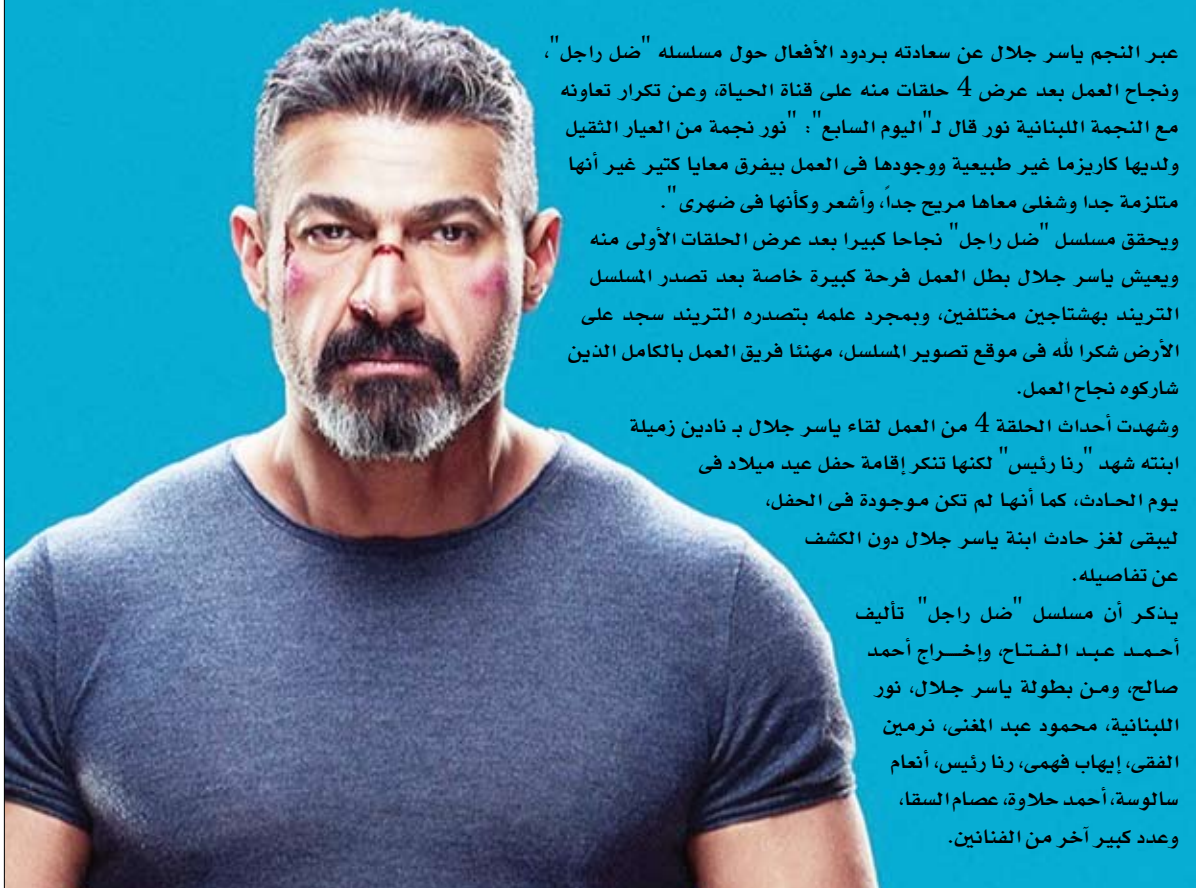 عبر النجم ياسر جلال عن سعادته بردود الأفعال حول مسلسله "ضل راجل"،
ونجاح العمل بعد عرض 4 حلقات منه على قناة الحياة، وعن تكرار تعاونه
مع النجمة اللبنانية نور قال لـ"اليوم السابع": "نور نجمة من العيار الثقيل
ولديها كاريزما غير طبيعية ووجودها فى العمل بيفرق معايا كتير غير أنها
متلزمة جدا وشغلى معاها مريح جداً، وأشعر وكأنها فى ضهرى".
ويحقق مسلسل "ضل راجل" نجاحا كبيرا بعد عرض الحلقات الأولى منه
ويعيش ياسر جلال بطل العمل فرحة كبيرة خاصة بعد تصدر المسلسل
التريند بهشتاجين مختلفين، وبمجرد علمه بتصدره التريند سجد على
الأرض شكرا لله فى موقع تصوير المسلسل، مهنئا فريق العمل بالكامل الذين
شاركوه نجاح العمل.
وشهدت أحداث الحلقة 4 من العمل لقاء ياسر جلال بـ نادين زميلة
ابنته شهد "رنا رئيس" لكنها تنكر إقامة حفل عيد ميلاد فى
يوم الحادث، كما أنها لم تكن موجودة فى الحفل،
ليبقى لغز حادث ابنة ياسر جلال دون الكشف
عن تفاصيله.
يذكر أن مسلسل "ضل راجل" تأليف
أحمد عبد الفتاح، وإخراج أحمد
صالح، ومن بطولة ياسر جلال، نور
اللبنانية، محمود عبد المغنى، نرمين
الفقى، إيهاب فهمى، رنا رئيس، أنعام
سالوسة، أحمد حلاوة، عصام السقا،
وعدد كبير آخر من الفنانين.